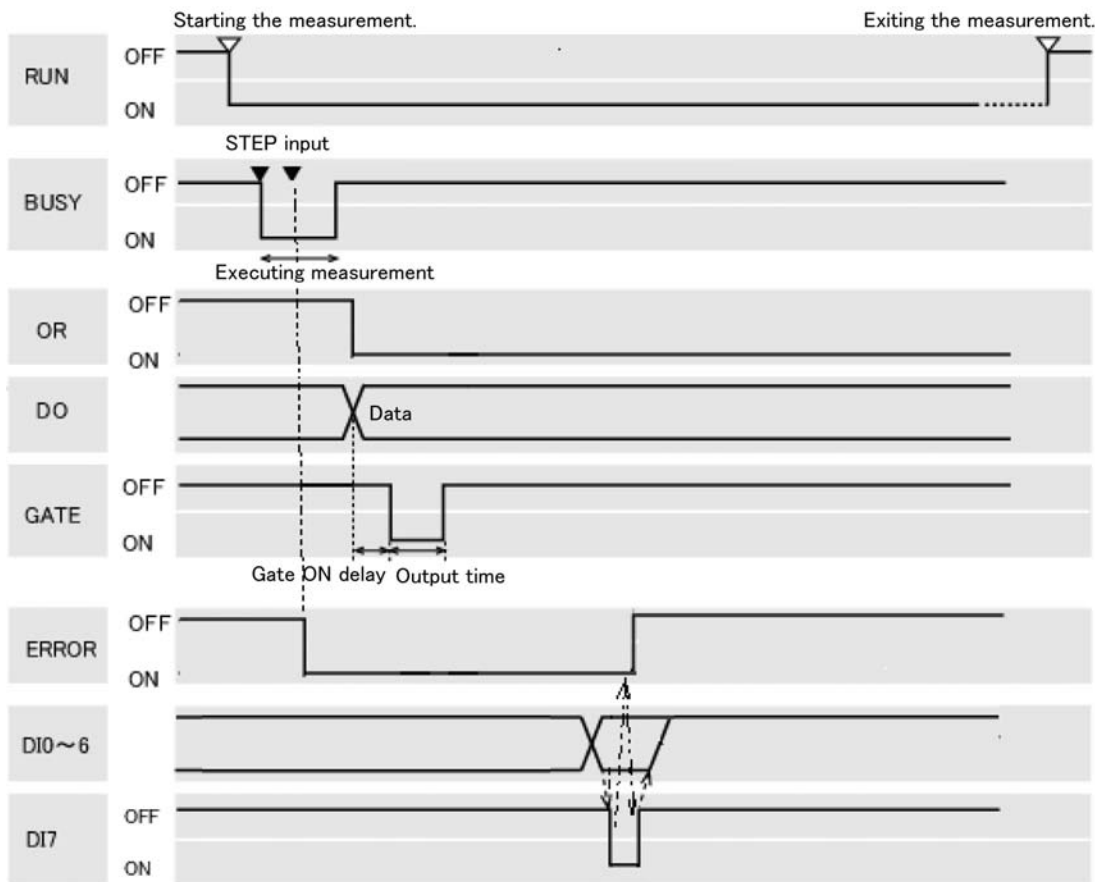 Starting the measurement. Exiting the measurement.
RUN OFF
ON
STEP input
BUSY OFF
ON
Executing measurement
OR OFF
ON
DO Data
GATE OFF
ON
Gate ON delay Output time
ERROR OFF
ON
DI0～6
DI7 OFF
ON